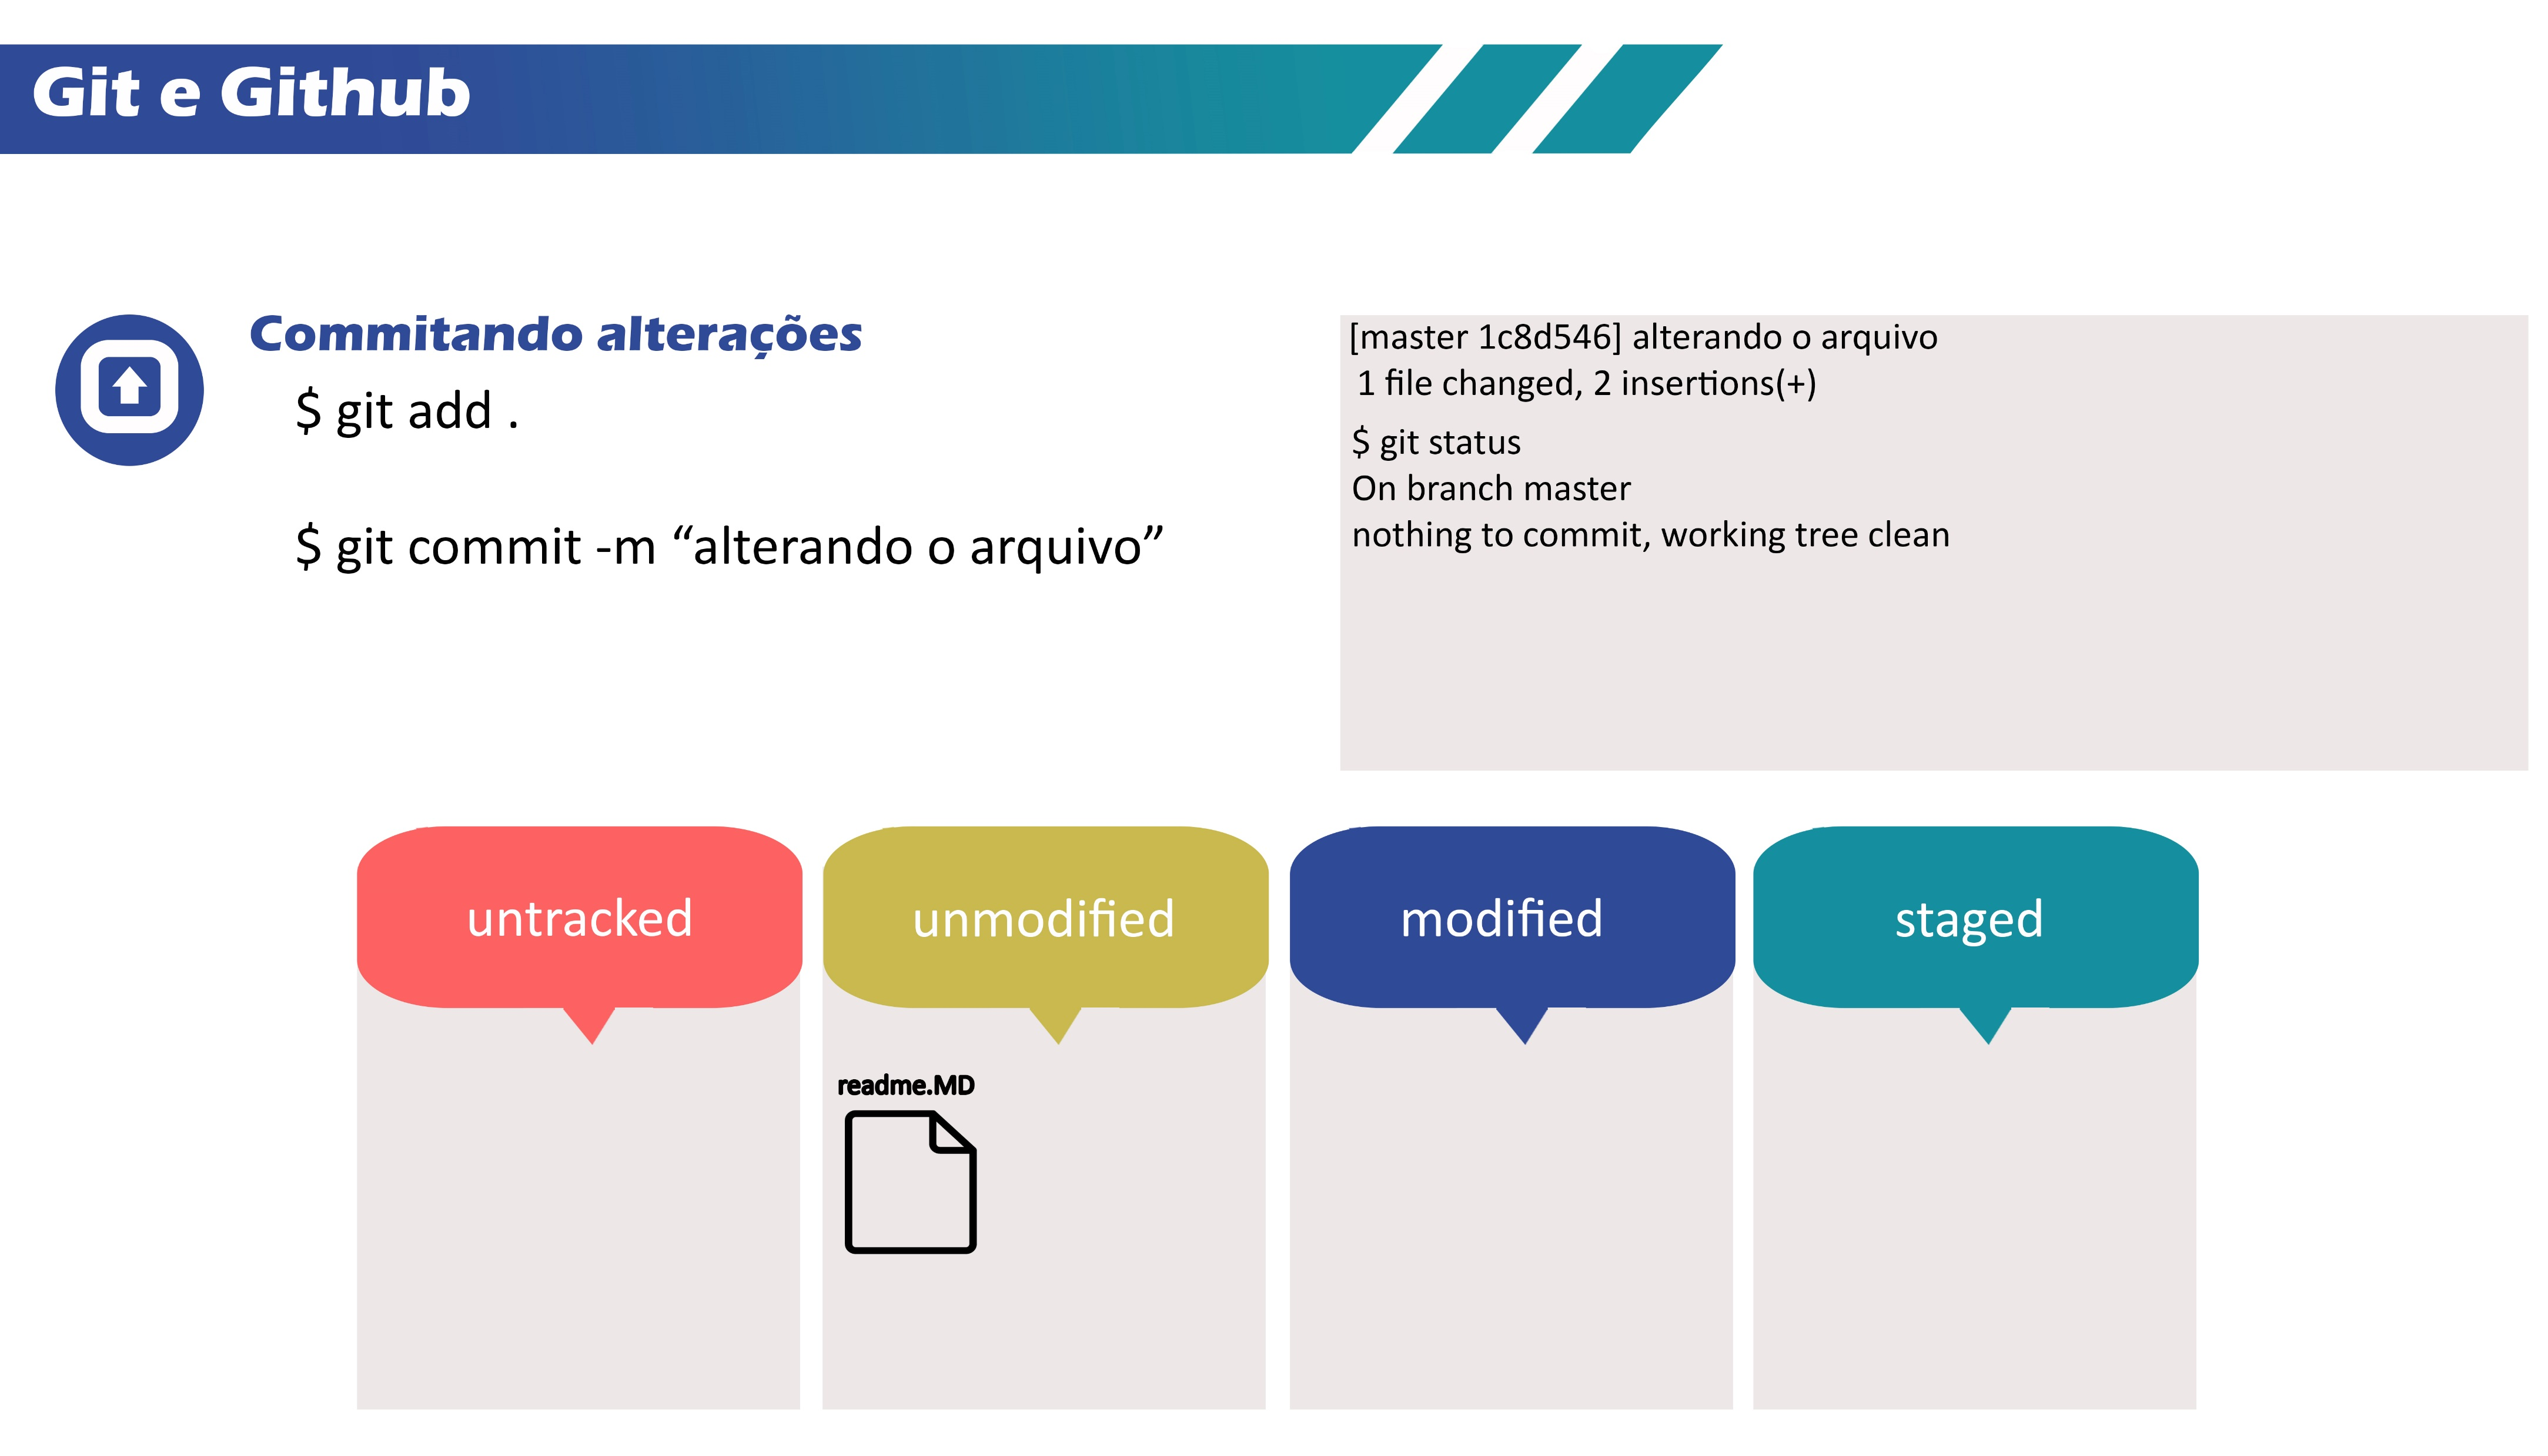 Git e Github
Commitando alterações
$ git add .
$ git commit -m “alterando o arquivo”
[master 1c8d546] alterando o arquivo
1 file changed, 2 insertions(+)
$ git status
On branch master
nothing to commit, working tree clean
untracked
unmodified
modified
staged
readme.MD